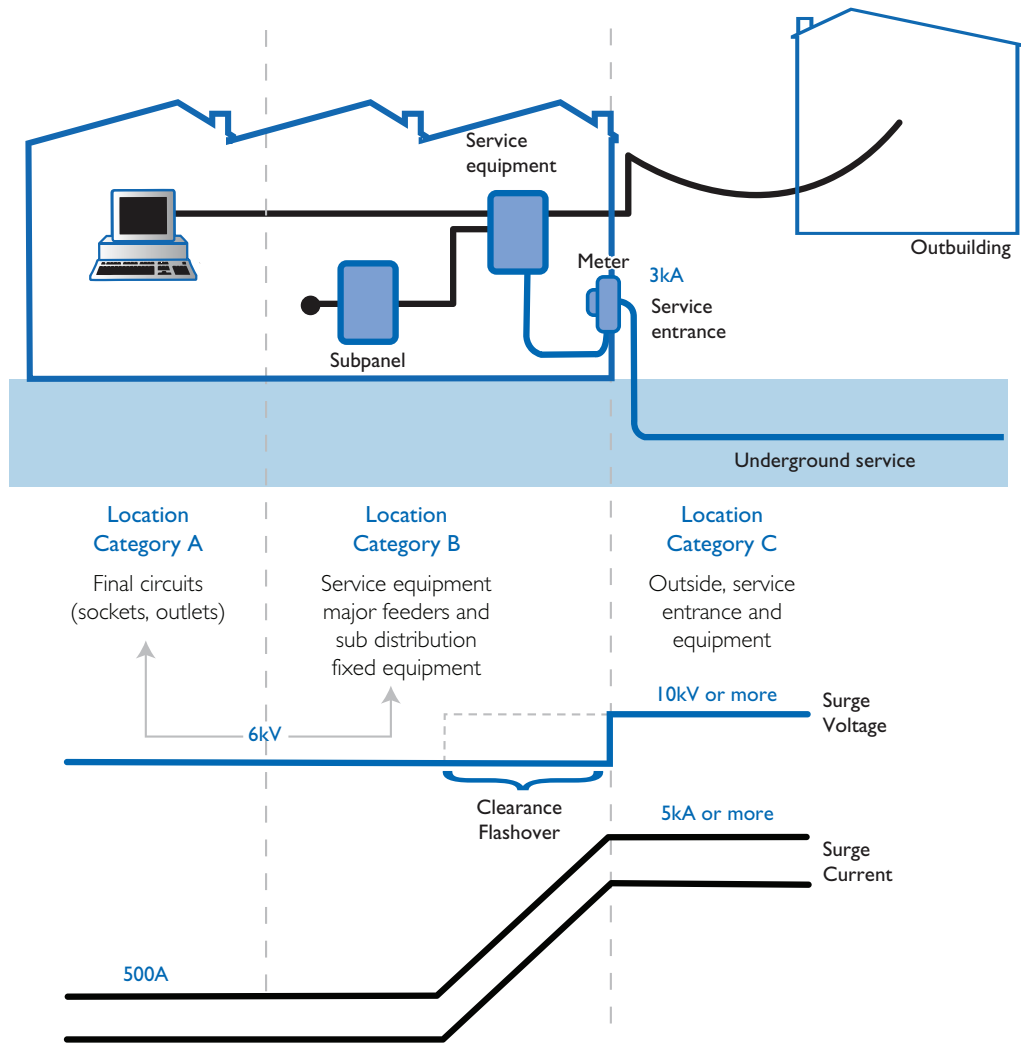 Service
equipment
Outbuilding
Meter
3kA
Service
entrance
Subpanel
Underground service
Location
Category A
Final circuits
(sockets, outlets)
Location
Category B
Service equipment
major feeders and
sub distribution
fixed equipment
Location
Category C
Outside, service
entrance and
equipment
6kV
10kV or more
Surge
Voltage
Clearance
Flashover
5kA or more
Surge
Current
500A